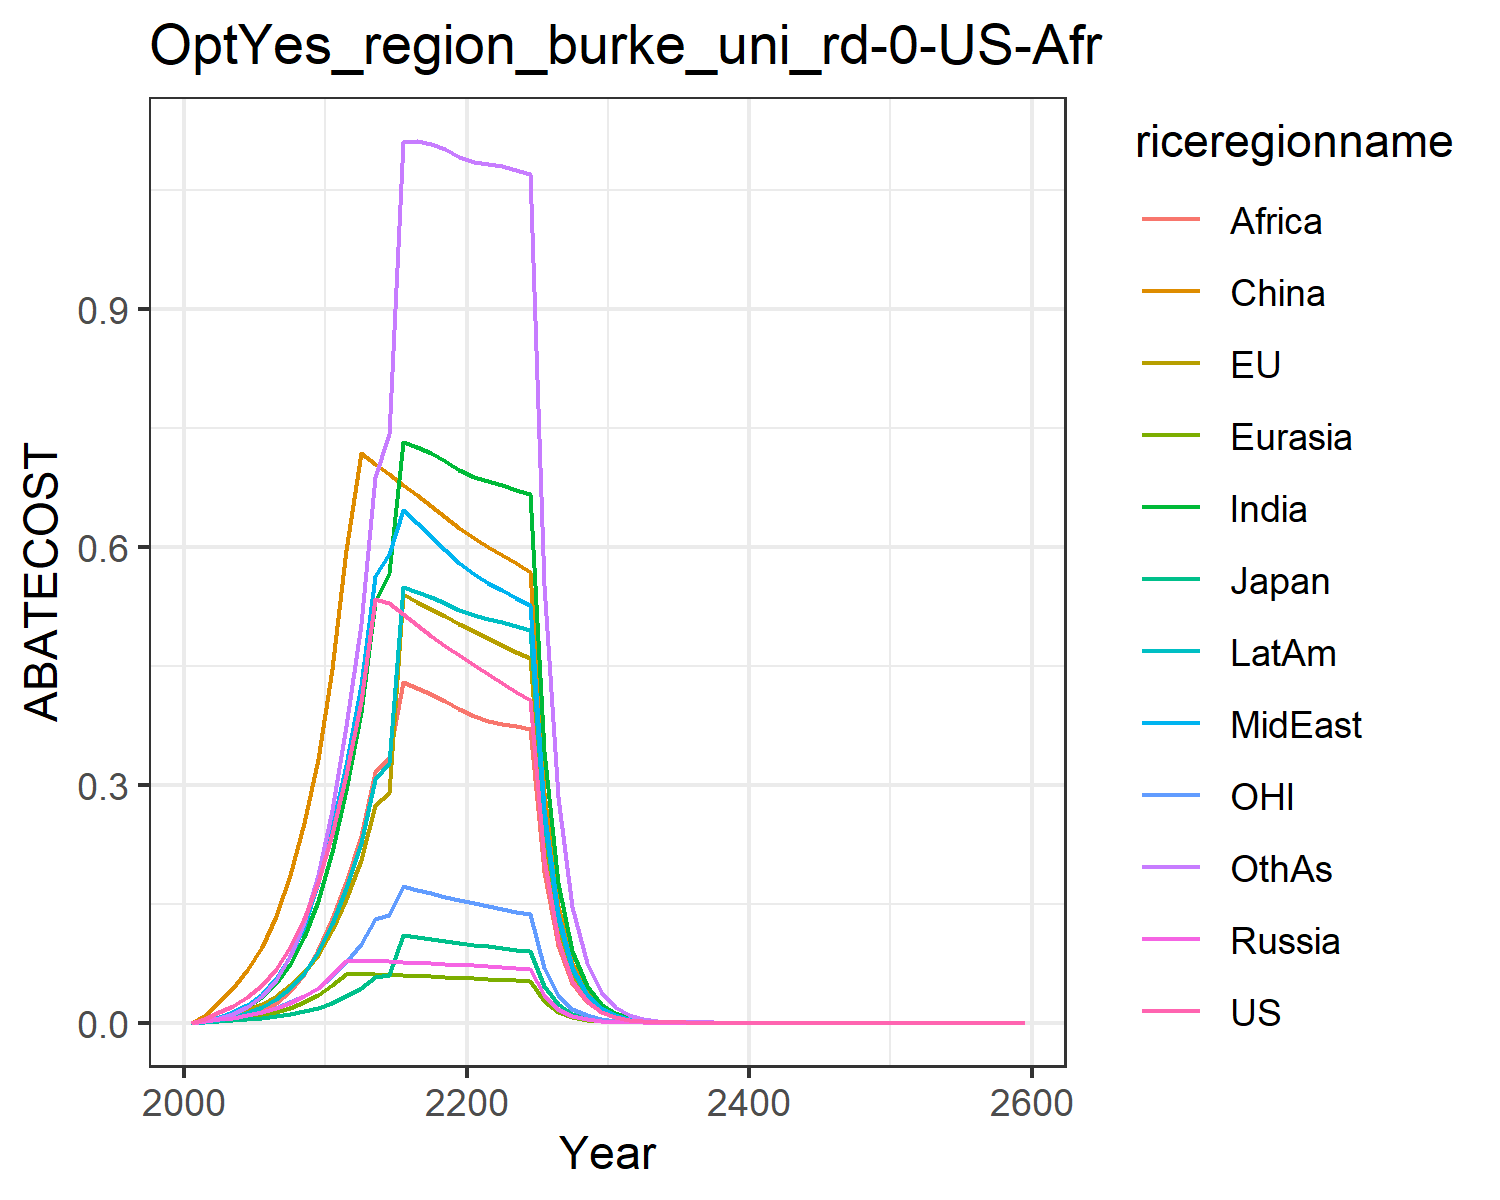 OptYes_region_burke_uni_rd-0-US-Afr
ABATECOST
0.9
0.6
0.3
0.0
2000
2200
2400
2600
Year
riceregionname
Africa
China
EU
Eurasia
India
Japan
LatAm
MidEast
OHI
OthAs
Russia
US